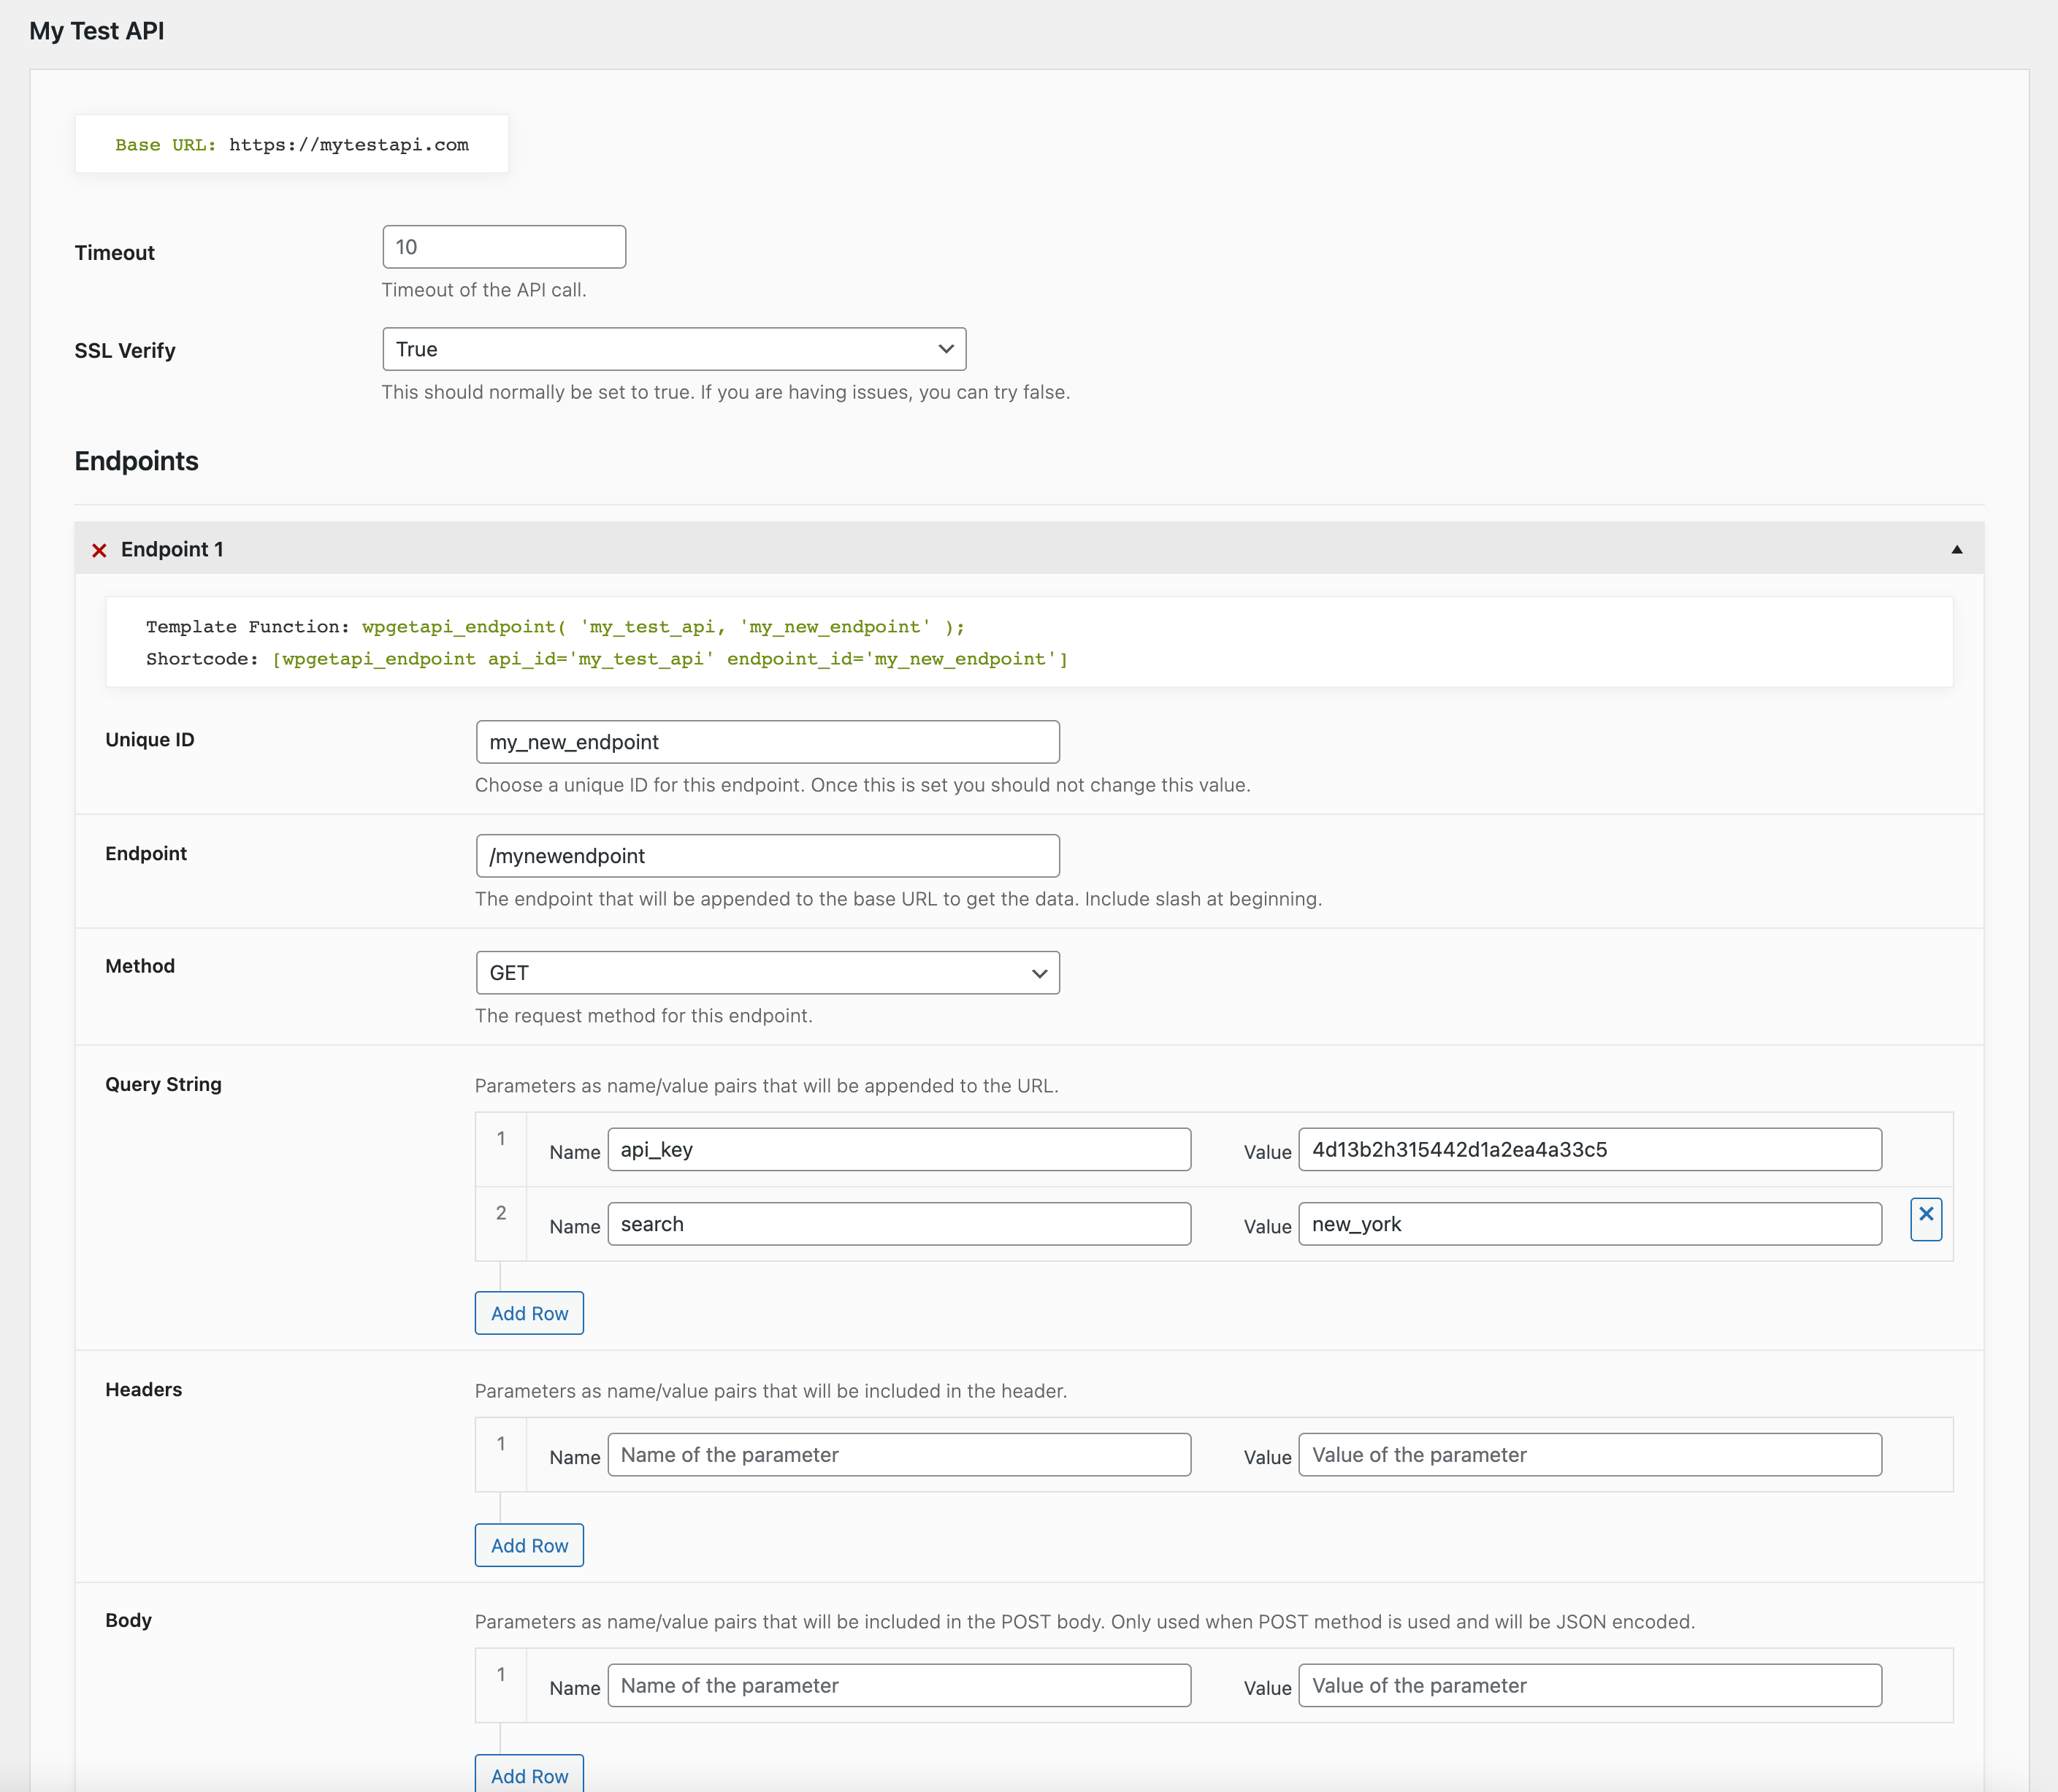 My Test API
Base URL: https://mytestapi.com
Timeout
10
Timeout of the API call.
SSL Verify
True
This should normally be set to true. If you are having issues, you can try false.
Endpoints
Endpoint 1
Template Function: wpgetapi_endpoint( 'my_test_api, 'my_new_endpoint' );
Shortcode: [wpgetapi_endpoint api_id='my_test_api' endpoint_id='my_new_endpoint']
Unique ID
my_new_endpoint
Choose a unique ID for this endpoint. Once this is set you should not change this value.
Endpoint
/mynewendpoint
The endpoint that will be appended to the base URL to get the data. Include slash at beginning.
Method
GET
The request method for this endpoint.
Query String
Parameters as name/value pairs that will be appended to the URL.
1 Name api_key Value 4d13b2h315442d1a2ea4a33c5
2 Name search Value new_york
Add Row
Headers
Parameters as name/value pairs that will be included in the header.
1 Name Name of the parameter Value Value of the parameter
Add Row
Body
Parameters as name/value pairs that will be included in the POST body. Only used when POST method is used and will be JSON encoded.
1 Name Name of the parameter Value Value of the parameter
Add Row